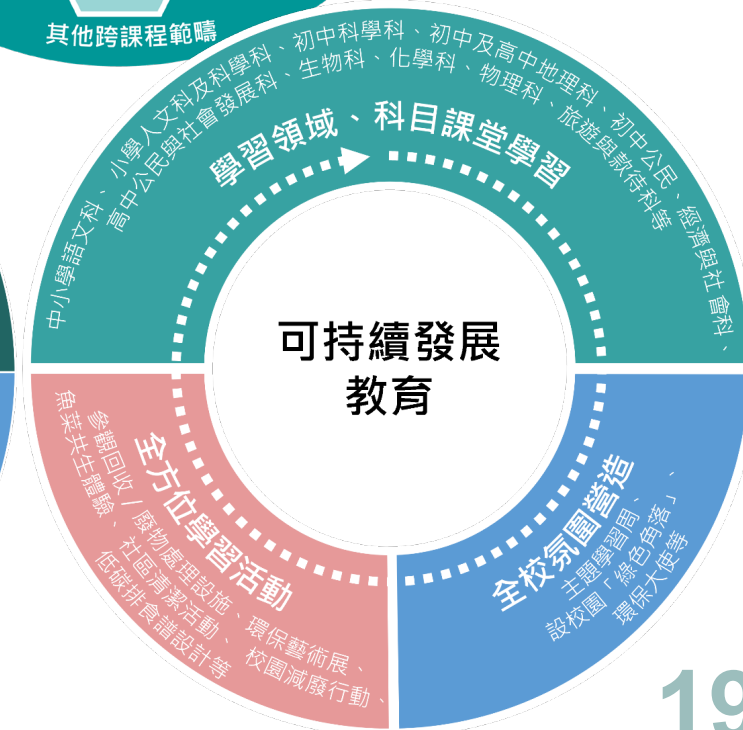 其他跨課程範疇
中小學語文科、小學人文科及科學科、初中科學科、初中及高中地理科、初中公民、經濟與社會科、
高中公民與社會發展科、生物科、化學科、物理科、旅遊與款待科等
學習領域、科目課堂學習
可持續發展
教育
全方位學習活動
參觀回收/廢物處理設施、環保藝術展、
魚菜共生體驗、社區清潔活動、校園減廢行動、
低碳排食譜設計等
全校氛圍營造
主題學習周、
設校園「綠色角落」、
環保大使等
19